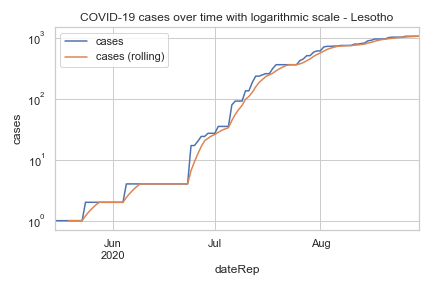 COVID-19 cases over time with logarithmic scale - Lesotho
cases
cases (rolling)
10³
10²
10¹
10⁰
cases
Jun
2020
Jul
Aug
dateRep